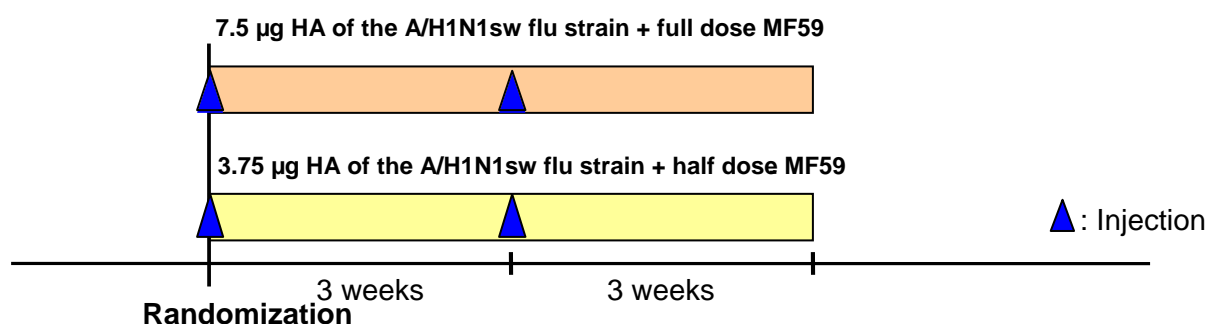 7.5 µg HA of the A/H1N1sw flu strain + full dose MF59
3.75 µg HA of the A/H1N1sw flu strain + half dose MF59
: Injection
3 weeks 3 weeks
Randomization